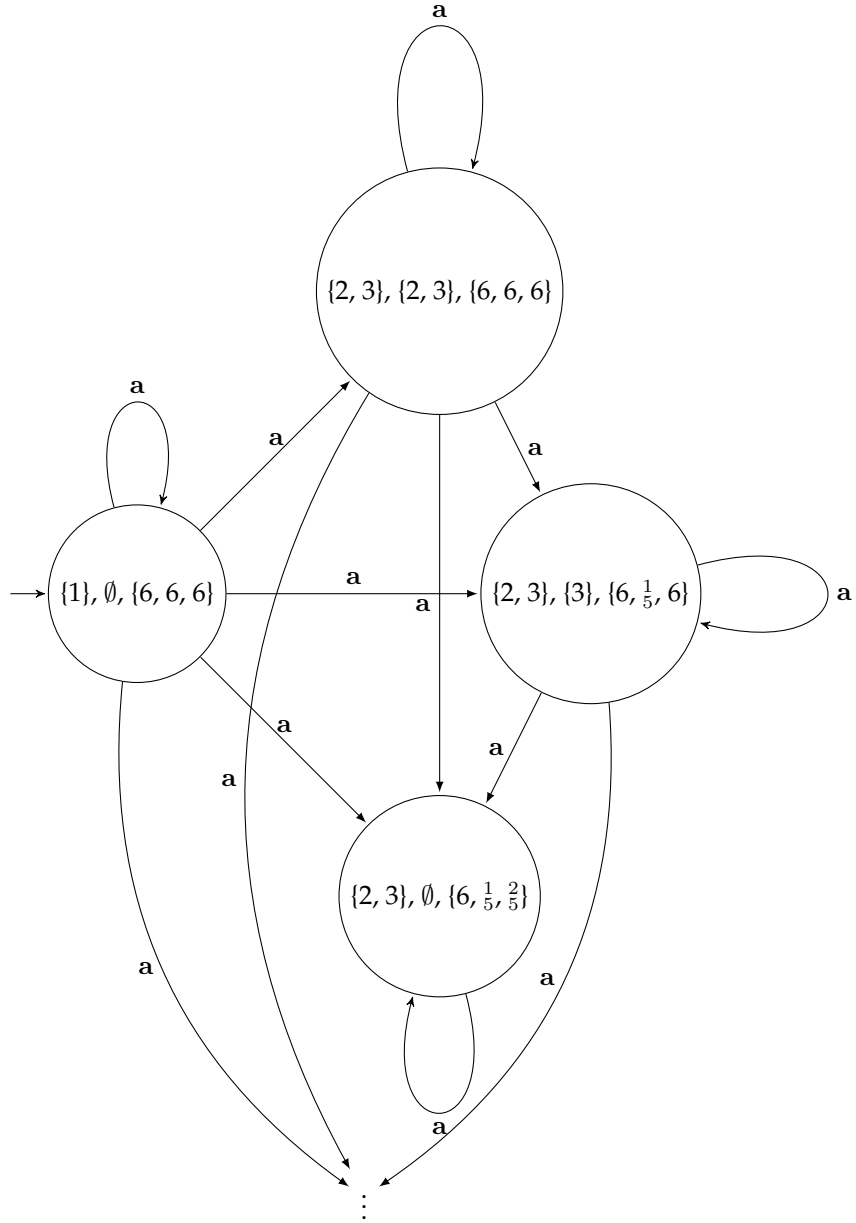 a
{2, 3}, {2, 3}, {6, 6, 6}
a
a
a
{1}, ∅, {6, 6, 6}
a
a
{2, 3}, {3}, {6, 1/5, 6}
a
a
a
a
{2, 3}, ∅, {6, 1/5, 2/5}
a
a
a
⋮